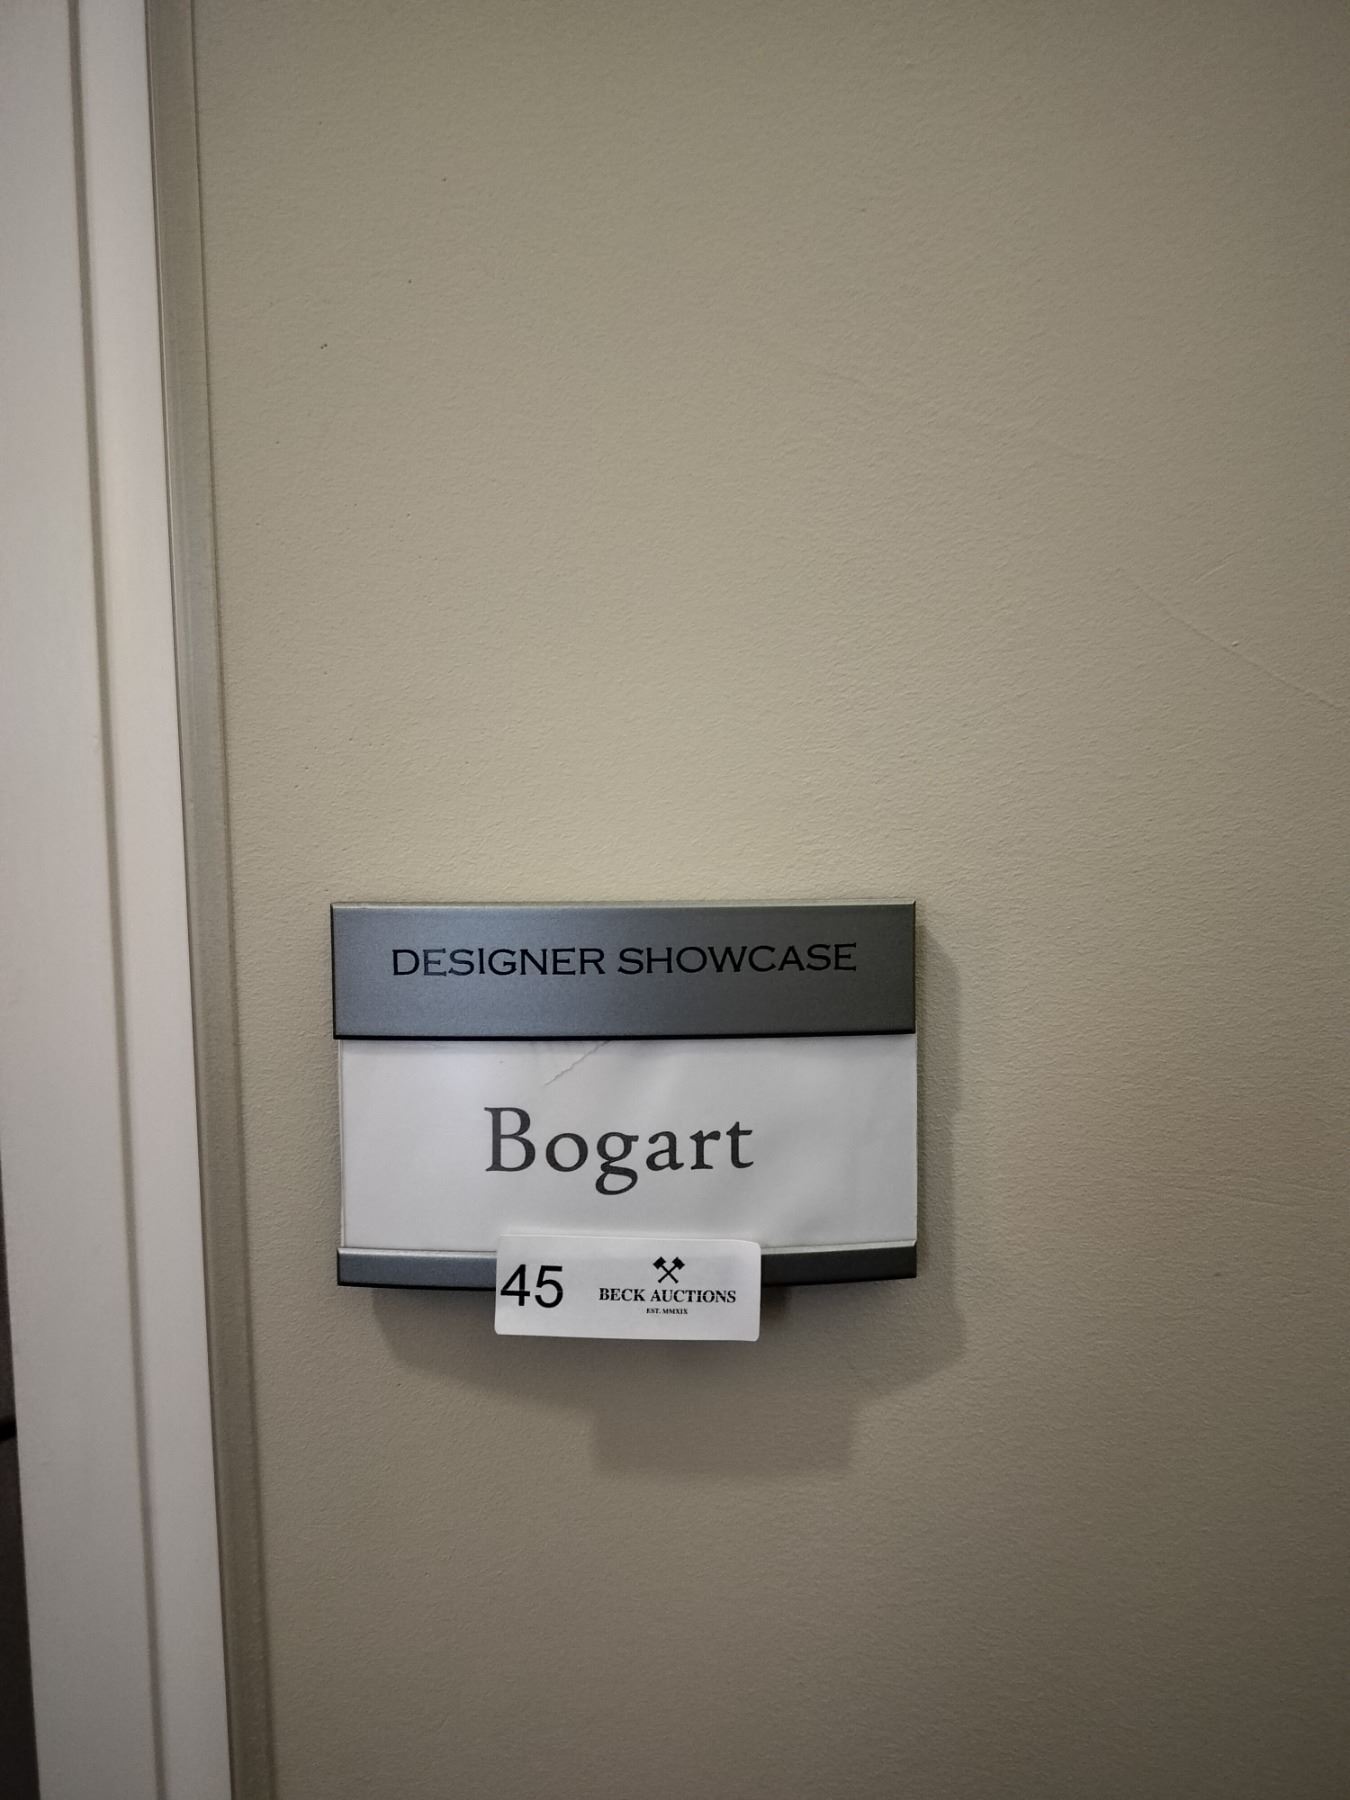 DESIGNER SHOWCASE
Bogart
45
BECK AUCTIONS
EST. MMXIX